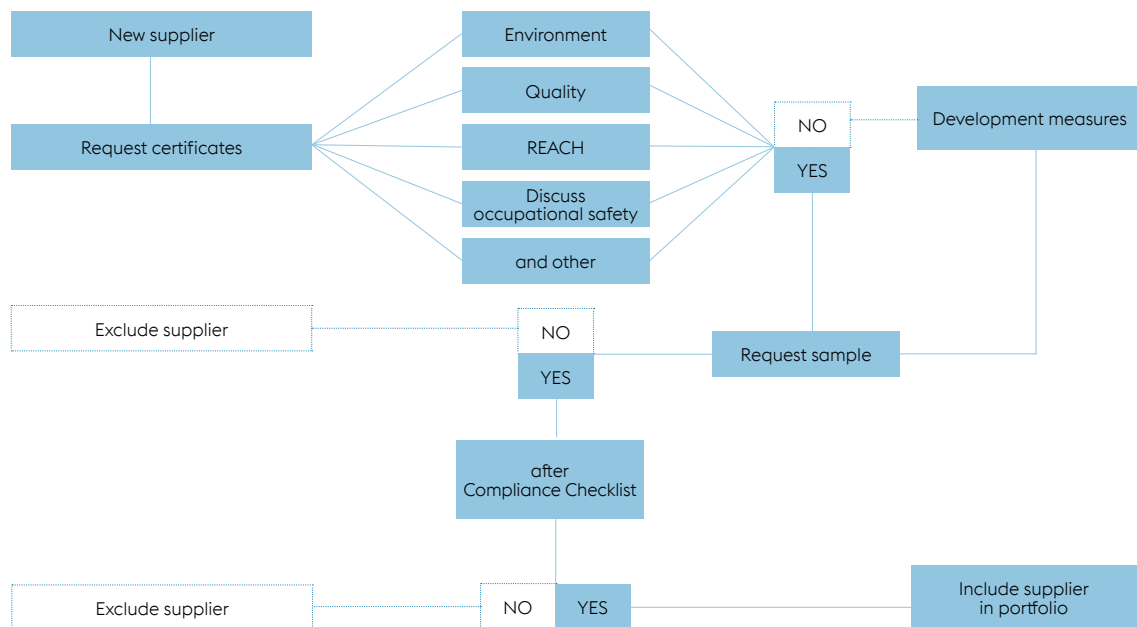 New supplier
Request certificates
Environment
Quality
REACH
Discuss
occupational safety
and other
NO
YES
Development measures
Request sample
NO
YES
Exclude supplier
after
Compliance Checklist
NO
YES
Exclude supplier
Include supplier
in portfolio